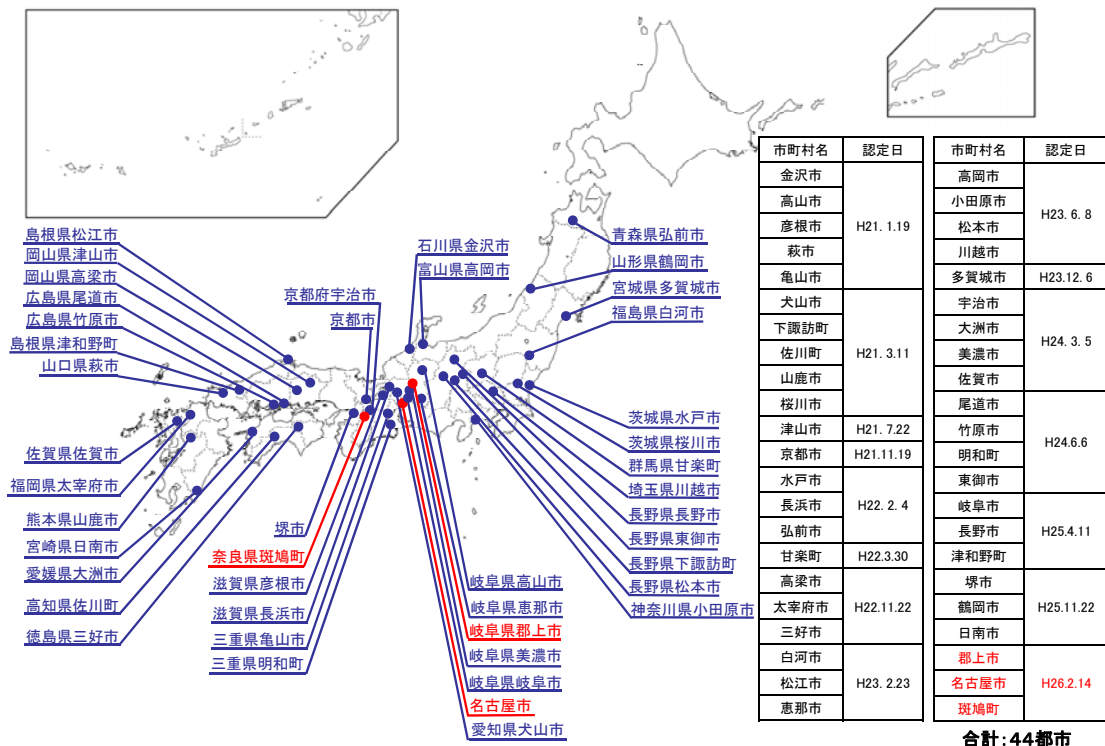 島根県松江市
岡山県津山市
岡山県高梁市
広島県尾道市
広島県竹原市
島根県津和野町
山口県萩市
京都府宇治市
京都市
石川県金沢市
富山県高岡市
青森県弘前市
山形県鶴岡市
宮城県多賀城市
福島県白河市
佐賀県佐賀市
福岡県太宰府市
熊本県山鹿市
宮崎県日南市
愛媛県大洲市
高知県佐川町
徳島県三好市
堺市
奈良県斑鳩町
滋賀県彦根市
滋賀県長浜市
三重県亀山市
三重県明和町
岐阜県高山市
岐阜県恵那市
岐阜県郡上市
岐阜県美濃市
岐阜県岐阜市
名古屋市
愛知県犬山市
茨城県水戸市
茨城県桜川市
群馬県甘楽町
埼玉県川越市
長野県長野市
長野県東御市
長野県下諏訪町
長野県松本市
神奈川県小田原市
市町村名 認定日
金沢市
高山市
彦根市 H21. 1.19
萩市
亀山市
犬山市
下諏訪町
佐川町 H21. 3.11
山鹿市
桜川市
津山市 H21. 7.22
京都市 H21.11.19
水戸市
長浜市 H22. 2. 4
弘前市
甘楽町 H22.3.30
高梁市
太宰府市 H22.11.22
三好市
白河市
松江市 H23. 2.23
恵那市
市町村名 認定日
高岡市
小田原市 H23. 6. 8
松本市
川越市
多賀城市 H23.12. 6
宇治市
大洲市 H24. 3. 5
美濃市
佐賀市
尾道市
竹原市 H24.6.6
明和町
東御市
岐阜市
長野市 H25.4.11
津和野町
堺市
鶴岡市 H25.11.22
日南市
郡上市
名古屋市 H26.2.14
斑鳩町
合計:44都市